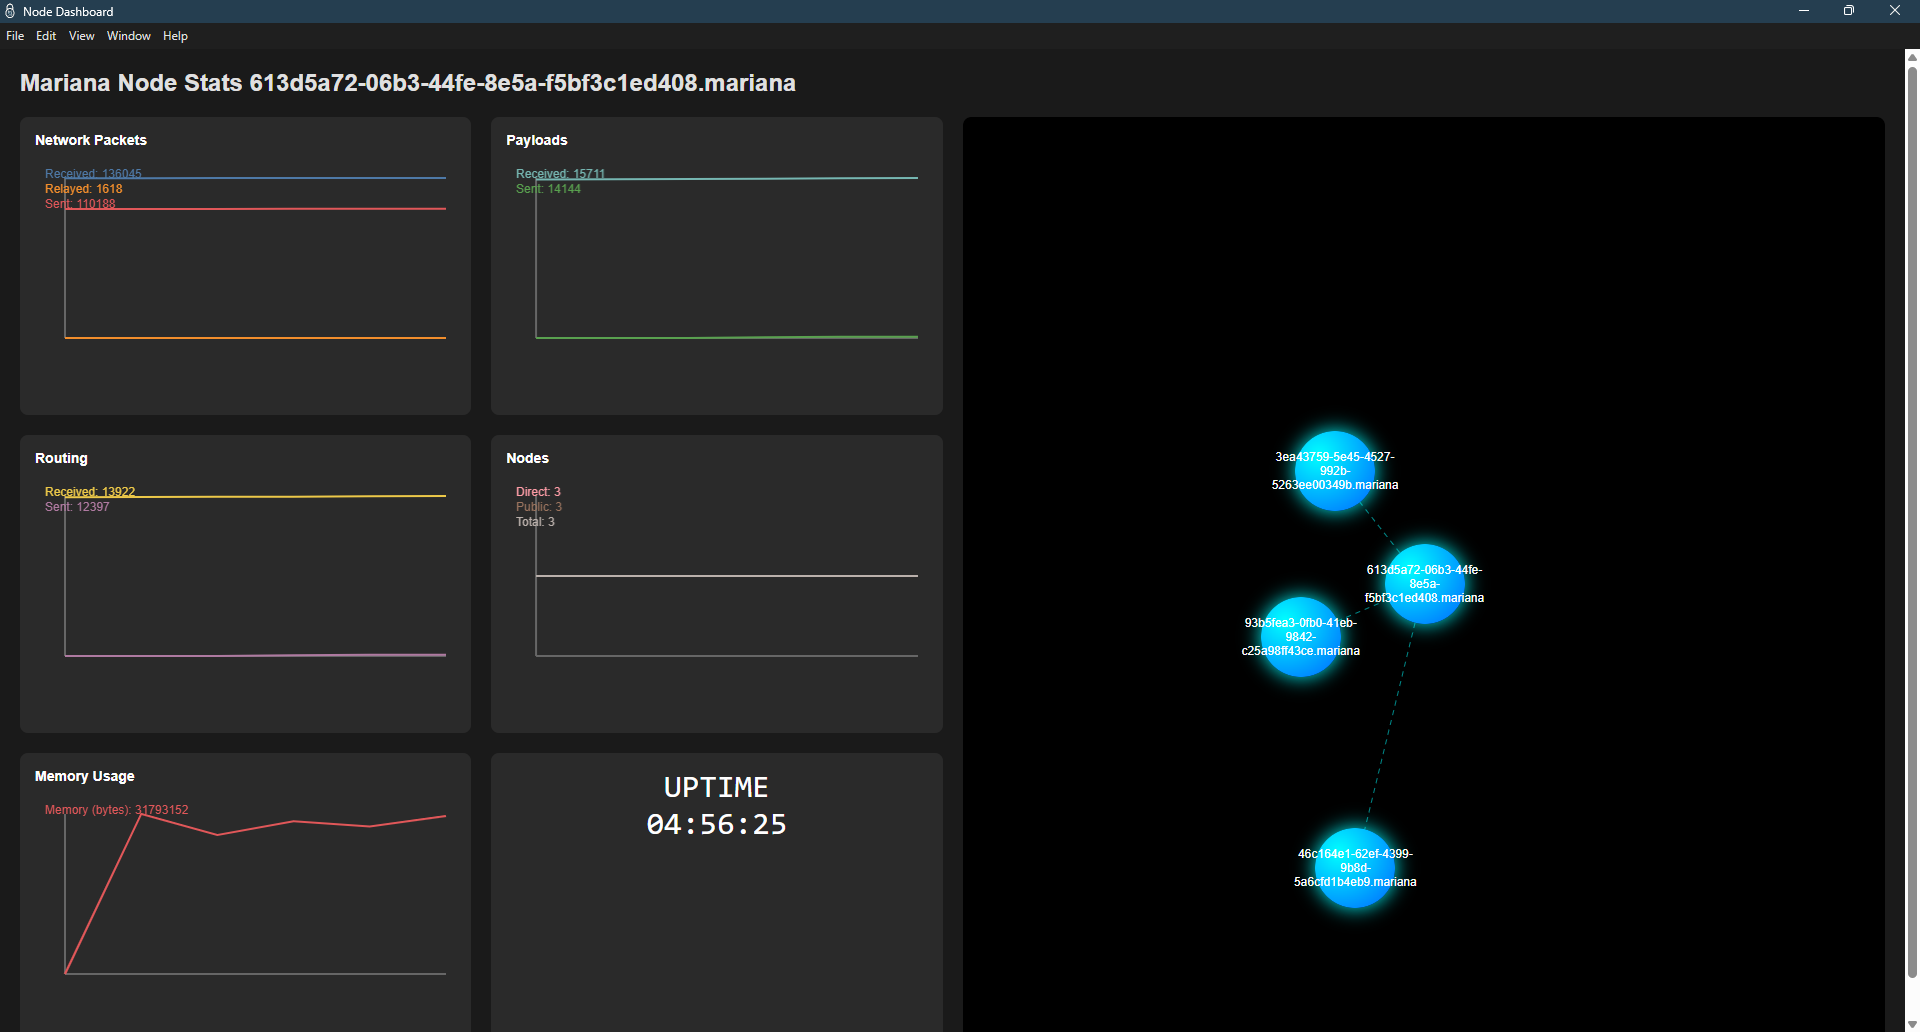 Node Dashboard
File Edit View Window Help
Mariana Node Stats 613d5a72-06b3-44fe-8e5a-f5bf3c1ed408.mariana
Network Packets
Received: 136045
Relayed: 1618
Sent: 110188
Payloads
Received: 15711
Sent: 14144
Routing
Received: 13922
Sent: 12397
Nodes
Direct: 3
Public: 3
Total: 3
Memory Usage
Memory (bytes): 31793152
UPTIME
04:56:25
3ea43759-5e45-4527-
992b-
5263ee00349b.mariana
613d5a72-06b3-44fe-
8e5a-
f5bf3c1ed408.mariana
93b5fea3-0fb0-41eb-
9842-
c25a98ff43ce.mariana
46c164e1-62ef-4399-
9b8d-
5a6cfd1b4eb9.mariana